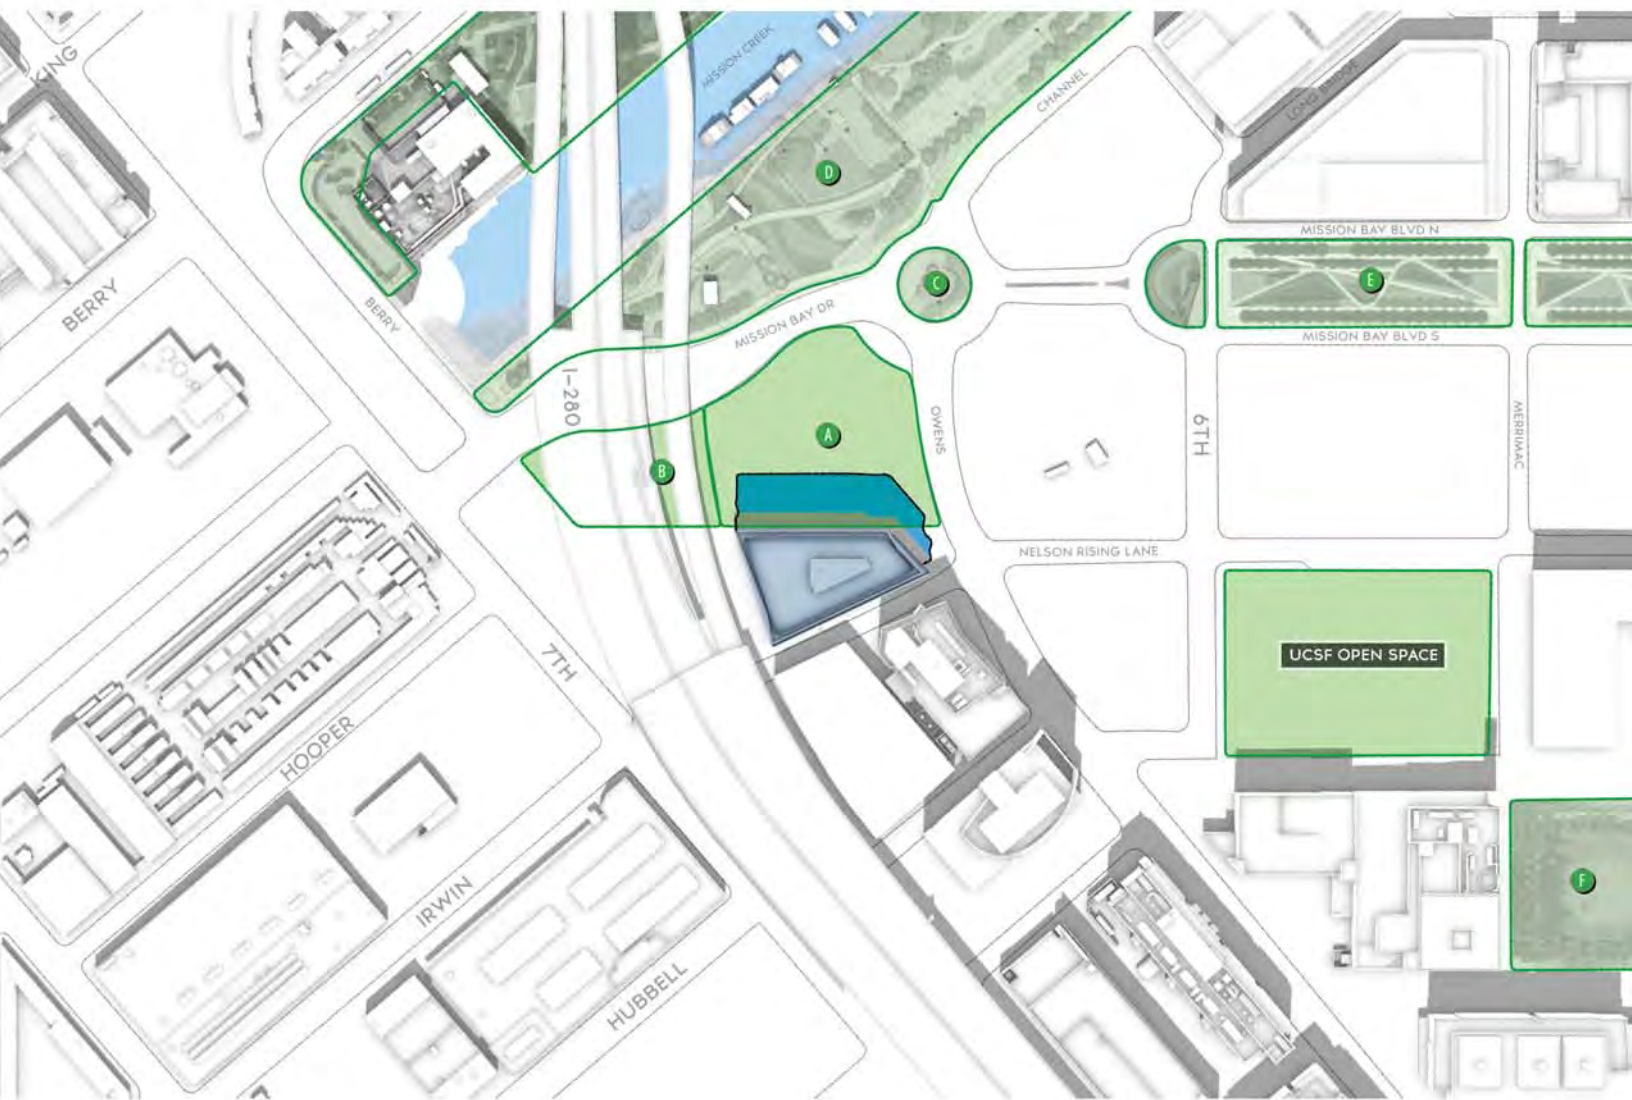 KING
MISSION CREEK
CHANNEL
LONG BRIDGE
D
MISSION BAY BLVD N
BERRY
BERRY
C
E
MISSION BAY DR
MISSION BAY BLVD S
I-280
A
OWENS
6TH
MERRIMAC
B
NELSON RISING LANE
7TH
UCSF OPEN SPACE
HOOPER
F
IRWIN
HUBBELL